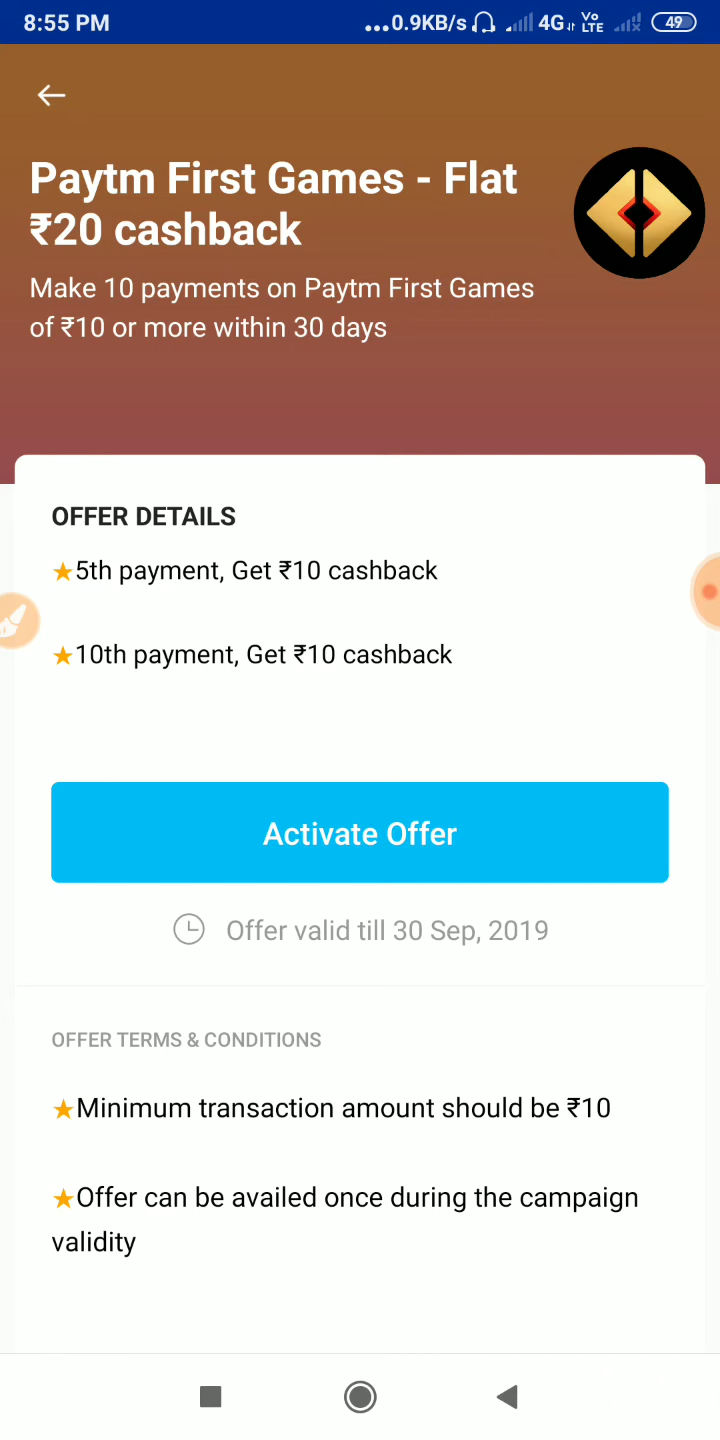 8:55 PM ...0.9KB/s 4G Vo LTE 49
Paytm First Games - Flat
₹20 cashback
Make 10 payments on Paytm First Games
of ₹10 or more within 30 days
OFFER DETAILS
★5th payment, Get ₹10 cashback
★10th payment, Get ₹10 cashback
Activate Offer
Offer valid till 30 Sep, 2019
OFFER TERMS & CONDITIONS
★Minimum transaction amount should be ₹10
★Offer can be availed once during the campaign
validity